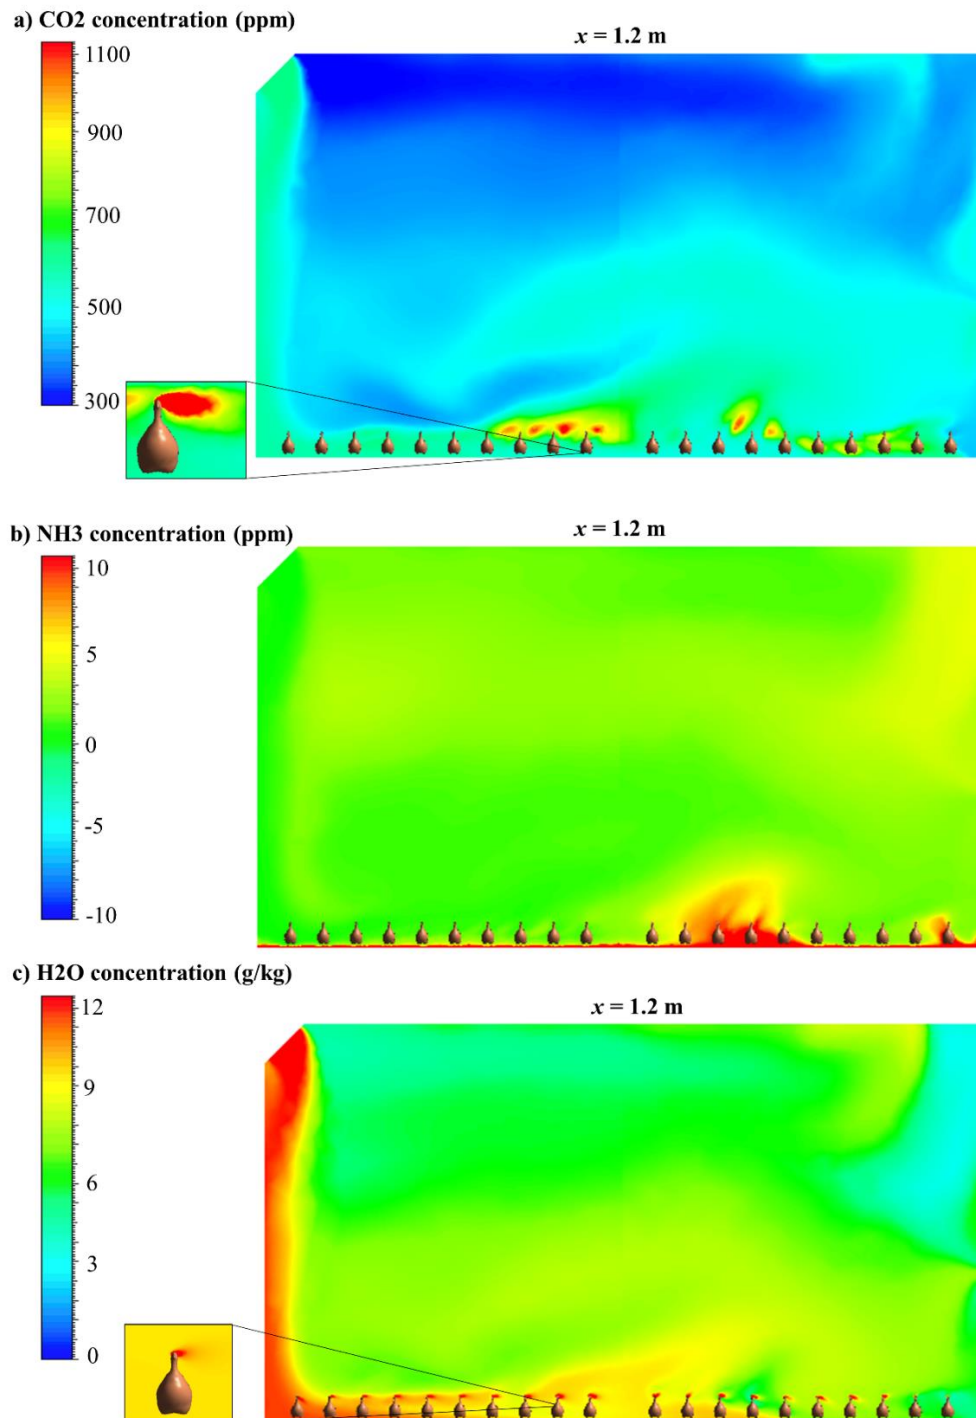 a) CO2 concentration (ppm)
x = 1.2 m
1100
900
700
500
300
b) NH3 concentration (ppm)
x = 1.2 m
10
5
0
-5
-10
c) H2O concentration (g/kg)
x = 1.2 m
12
9
6
3
0